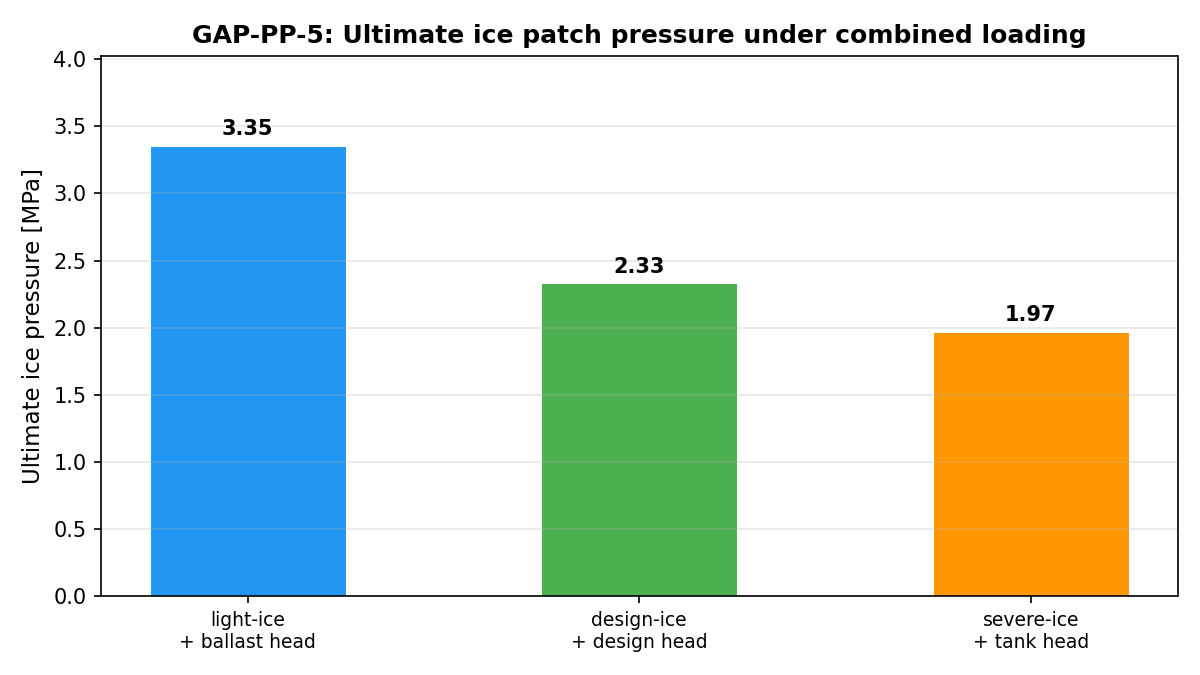 GAP-PP-5: Ultimate ice patch pressure under combined loading
Ultimate ice pressure [MPa]
4.0
3.5
3.0
2.5
2.0
1.5
1.0
0.5
0.0
3.35
2.33
1.97
light-ice
+ ballast head
design-ice
+ design head
severe-ice
+ tank head